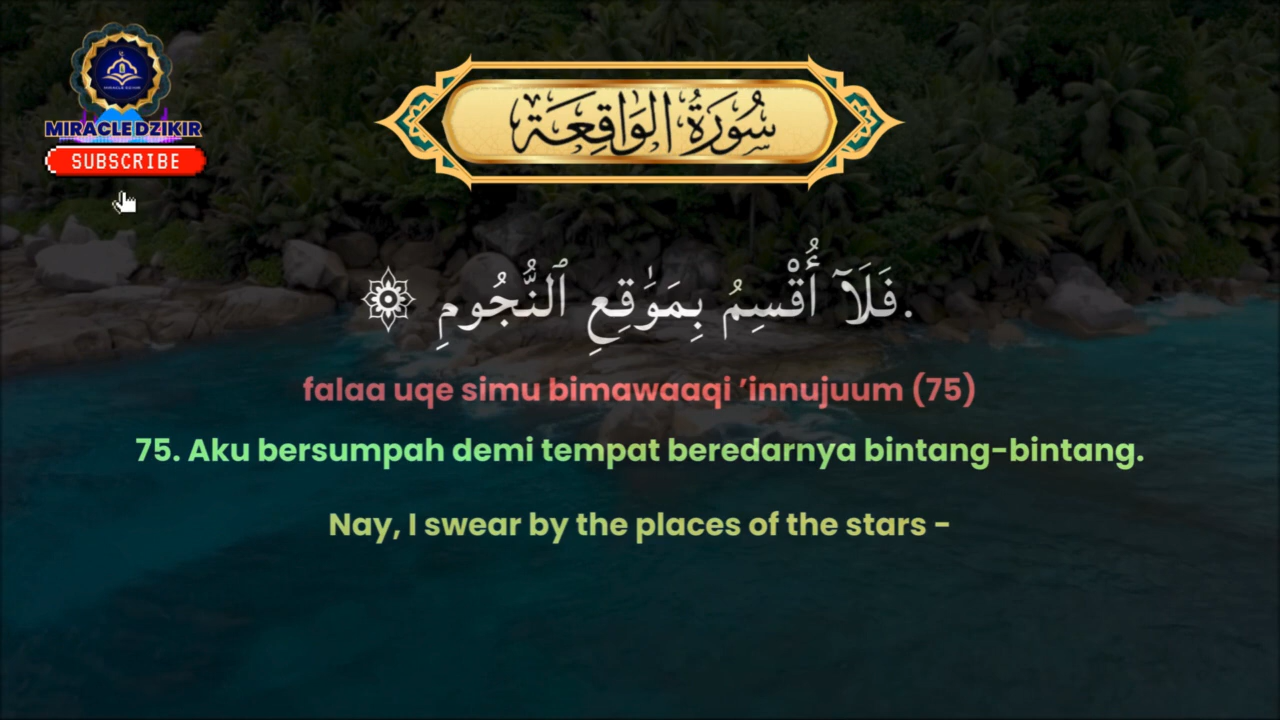 MIRACLE DZIKIR
SUBSCRIBE
سُورَةُ الوَاقِعَة
.فَلَآ أُقْسِمُ بِمَوَٰقِعِ ٱلنُّجُومِ ۞
falaa uqe simu bimawaaqi ’innujuum (75)
75. Aku bersumpah demi tempat beredarnya bintang-bintang.
Nay, I swear by the places of the stars -